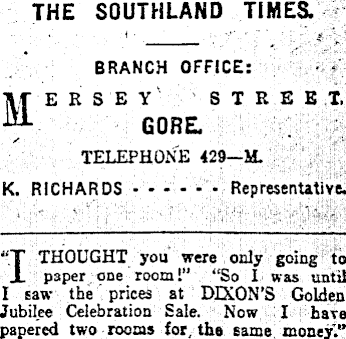 THE SOUTHLAND TIMES.
BRANCH OFFICE:
MERSEY STREET,
GORE.
TELEPHONE 429—M.
K. RICHARDS - - - - - - Representative.
"I THOUGHT you were only going to
paper one room!" "So I was until
I saw the prices at DIXON'S Golden
Jubilee Celebration Sale. Now I have
papered two rooms for the same money."